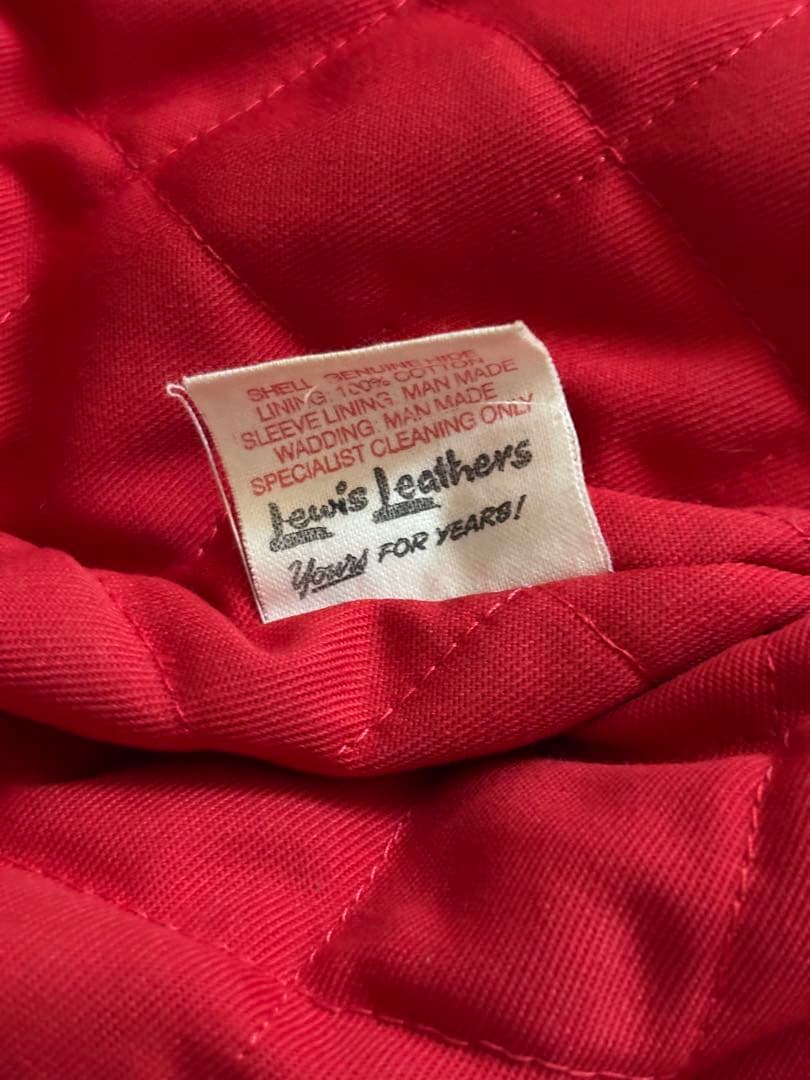 SHELL GENUINE HIDE
LINING: 100% COTTON
SLEEVE LINING: MAN MADE
WADDING: MAN MADE
SPECIALIST CLEANING ONLY
Lewis Leathers
Yours FOR YEARS!